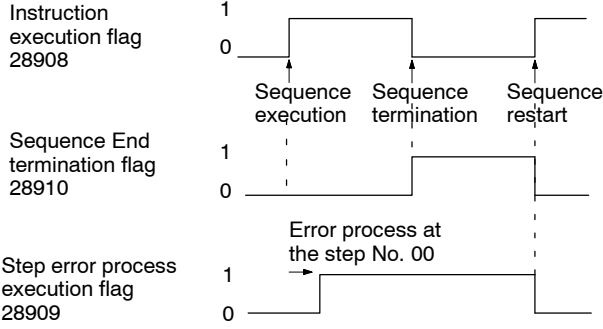 Instruction
execution flag
28908
1
0
Sequence
execution
Sequence
termination
Sequence
restart
Sequence End
termination flag
28910
1
0
Error process at
the step No. 00
Step error process
execution flag
28909
1
0